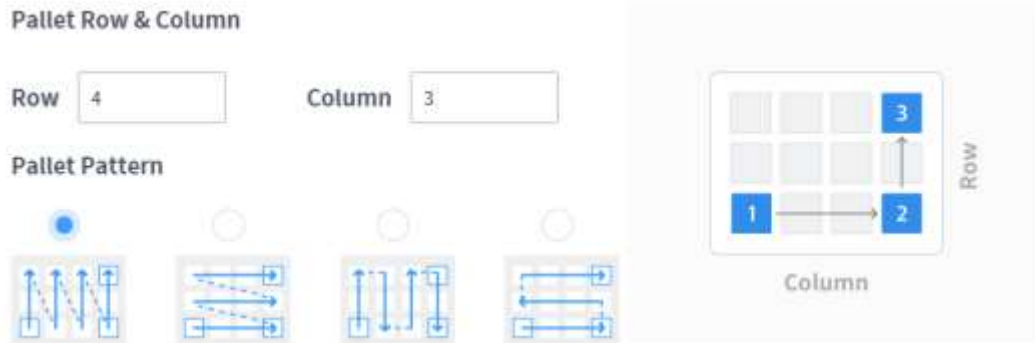 Pallet Row & Column
Row 4 Column 3
Pallet Pattern
3
1 2
Row
Column